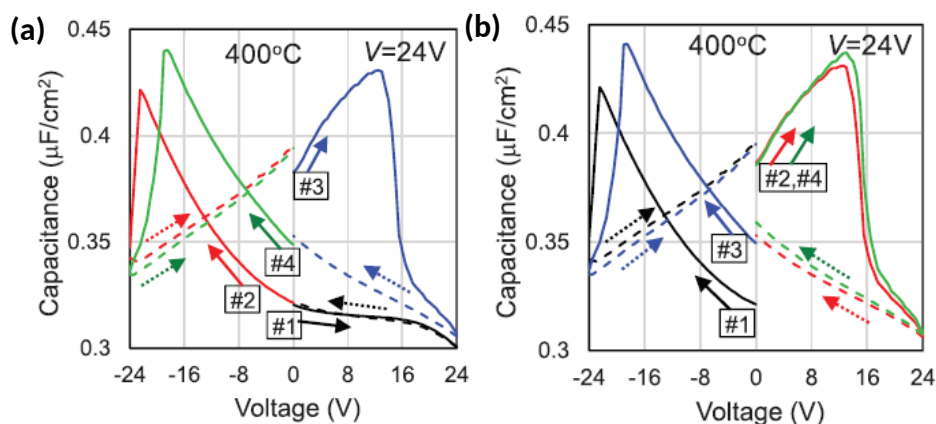 (a)
400°C
V=24V
Capacitance (µF/cm²)
0.45
0.4
0.35
0.3
#3
#4
#2
#1
-24 -16 -8 0 8 16 24
Voltage (V)
(b)
400°C
V=24V
Capacitance (µF/cm²)
0.45
0.4
0.35
0.3
#2,#4
#3
#1
-24 -16 -8 0 8 16 24
Voltage (V)